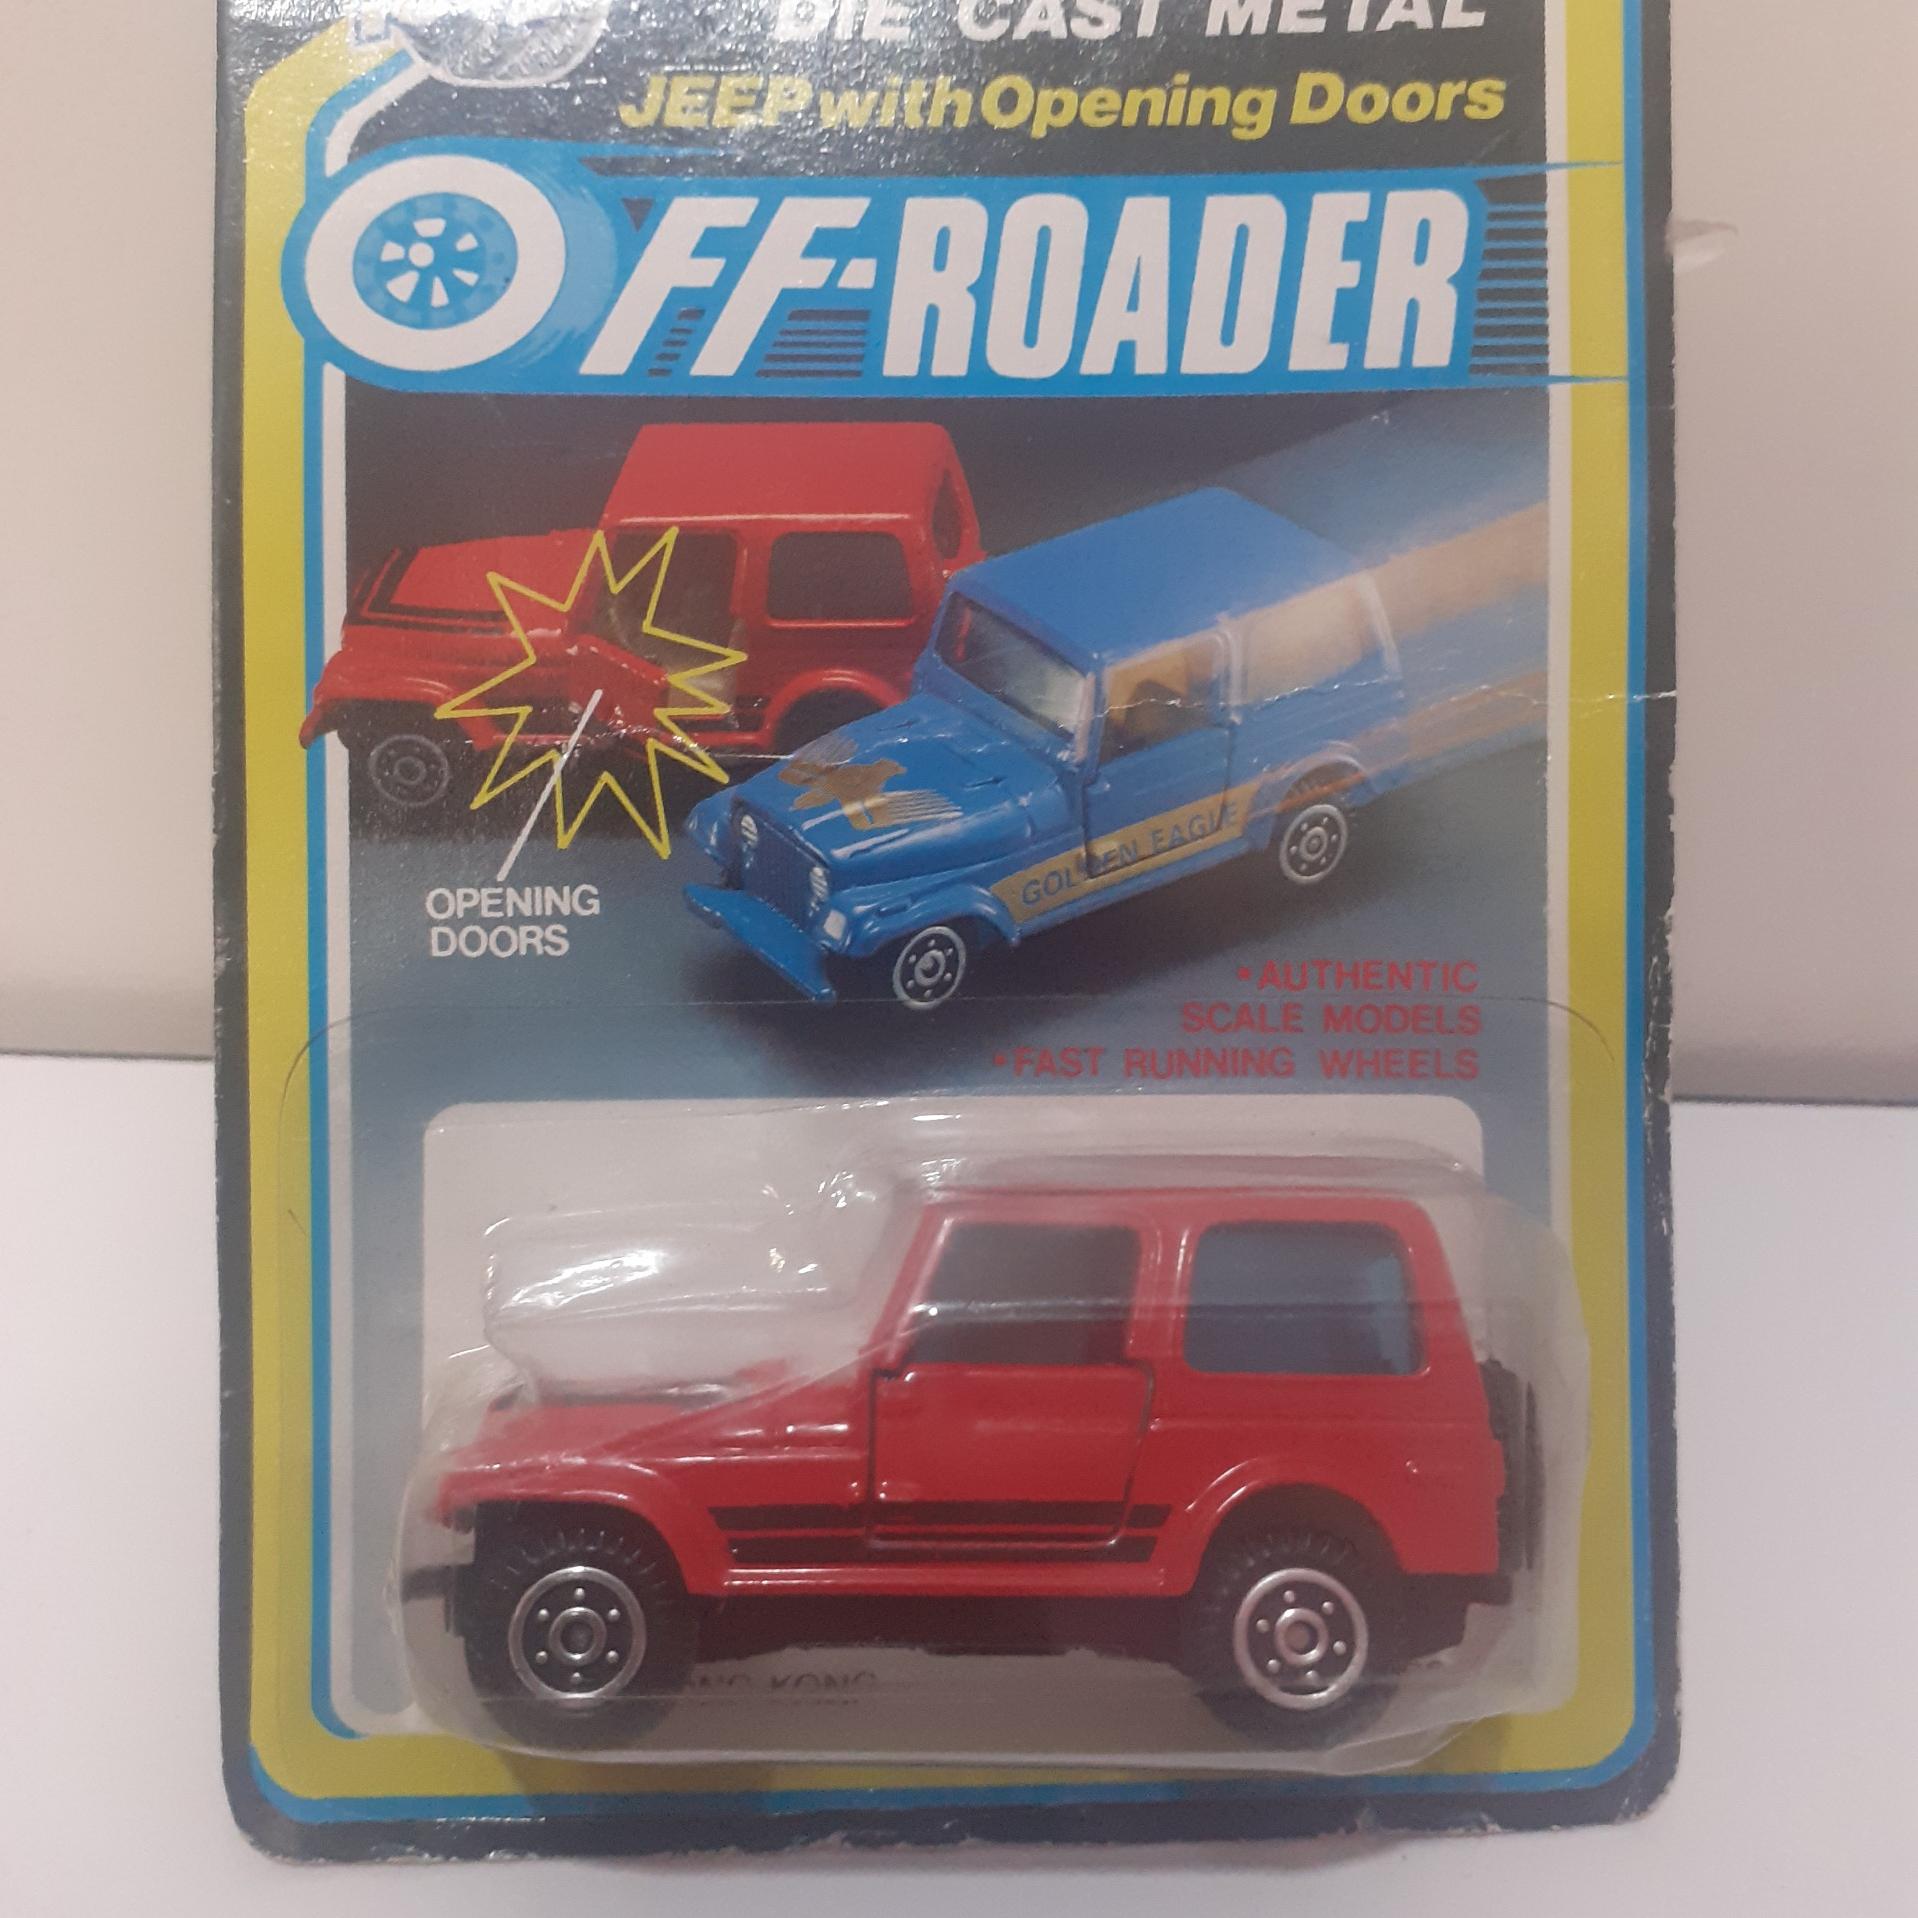 DIE CAST METAL
JEEP with Opening Doors
OFF-ROADER
GOLDEN EAGLE
OPENING
DOORS
•AUTHENTIC
SCALE MODELS
•FAST RUNNING WHEELS
KONG